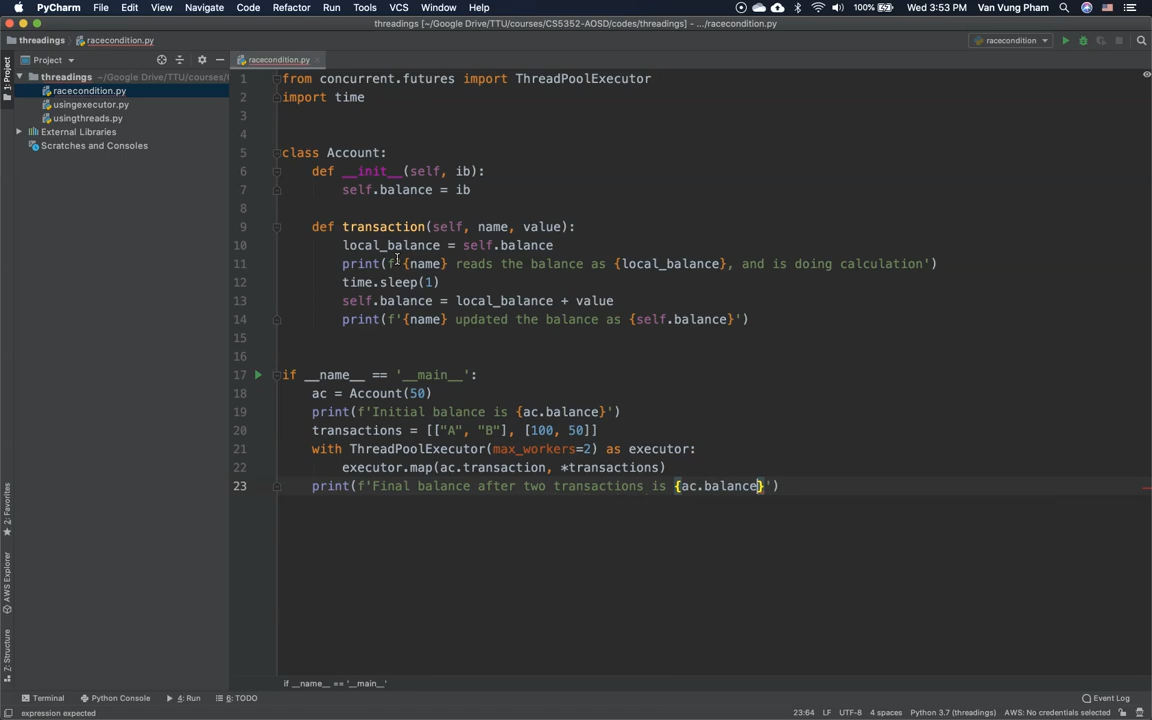 PyCharm File Edit View Navigate Code Refactor Run Tools VCS Window Help 100% Van Vung Pham Wed 3:53 PM
threadings [~/Google Drive/TTU/courses/CS5352-AOSD/codes/threadings] - .../racecondition.py
threadings racecondition.py racecondition
Project racecondition.py
1: Project
threadings ~/Google Drive/TTU/courses/
racecondition.py
usingexecutor.py
usingthreads.py
External Libraries
Scratches and Consoles
1 from concurrent.futures import ThreadPoolExecutor
2 import time
3
4
5 class Account:
6 def __init__(self, ib):
7 self.balance = ib
8
9 def transaction(self, name, value):
10 local_balance = self.balance
11 print(f'{name} reads the balance as {local_balance}, and is doing calculation')
12 time.sleep(1)
13 self.balance = local_balance + value
14 print(f'{name} updated the balance as {self.balance}')
15
16
17 if __name__ == '__main__':
18 ac = Account(50)
19 print(f'Initial balance is {ac.balance}')
20 transactions = [["A", "B"], [100, 50]]
21 with ThreadPoolExecutor(max_workers=2) as executor:
22 executor.map(ac.transaction, *transactions)
23 print(f'Final balance after two transactions is {ac.balance}')
2: Favorites
AWS Explorer
7: Structure
if __name__ == '__main__'
Terminal Python Console 4: Run 6: TODO Event Log
expression expected 23:64 LF UTF-8 4 spaces Python 3.7 (threadings) AWS: No credentials selected